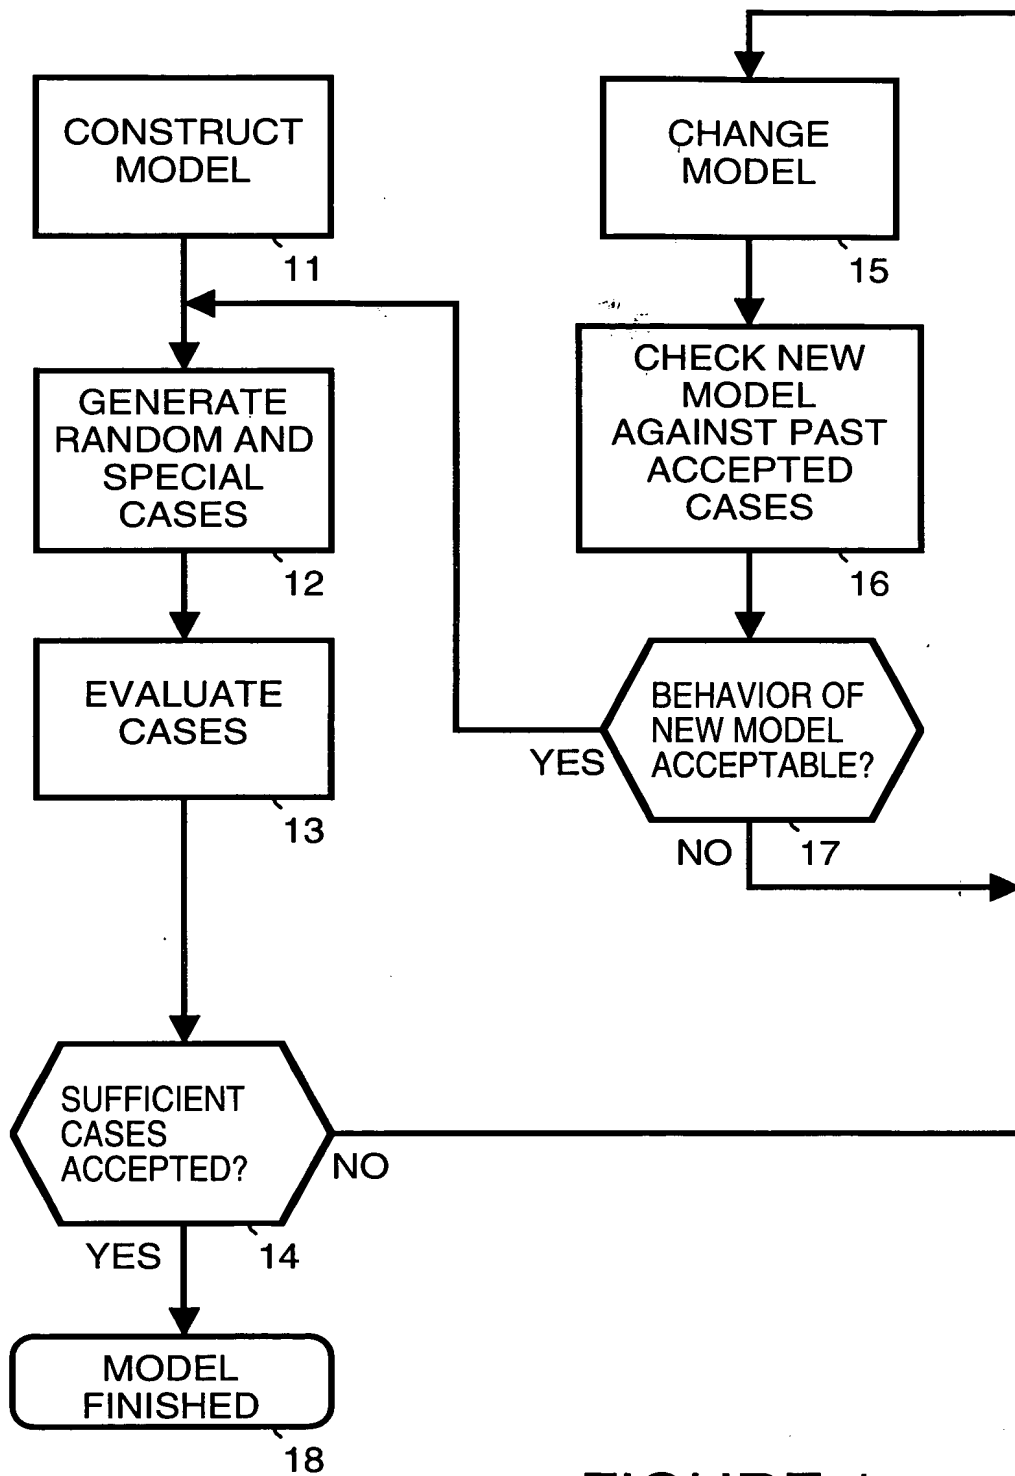 CONSTRUCT
MODEL
11
GENERATE
RANDOM AND
SPECIAL
CASES
12
EVALUATE
CASES
13
SUFFICIENT
CASES
ACCEPTED?
NO
YES
14
MODEL
FINISHED
18
CHANGE
MODEL
15
CHECK NEW
MODEL
AGAINST PAST
ACCEPTED
CASES
16
BEHAVIOR OF
NEW MODEL
ACCEPTABLE?
YES
NO
17